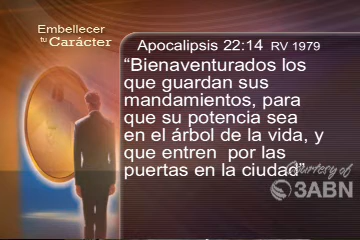 Embellecer
tu Carácter
Apocalipsis 22:14 RV 1979
“Bienaventurados los
que guardan sus
mandamientos, para
que su potencia sea
en el árbol de la vida, y
que entren por las
puertas en la ciudad”
Courtesy of
3ABN